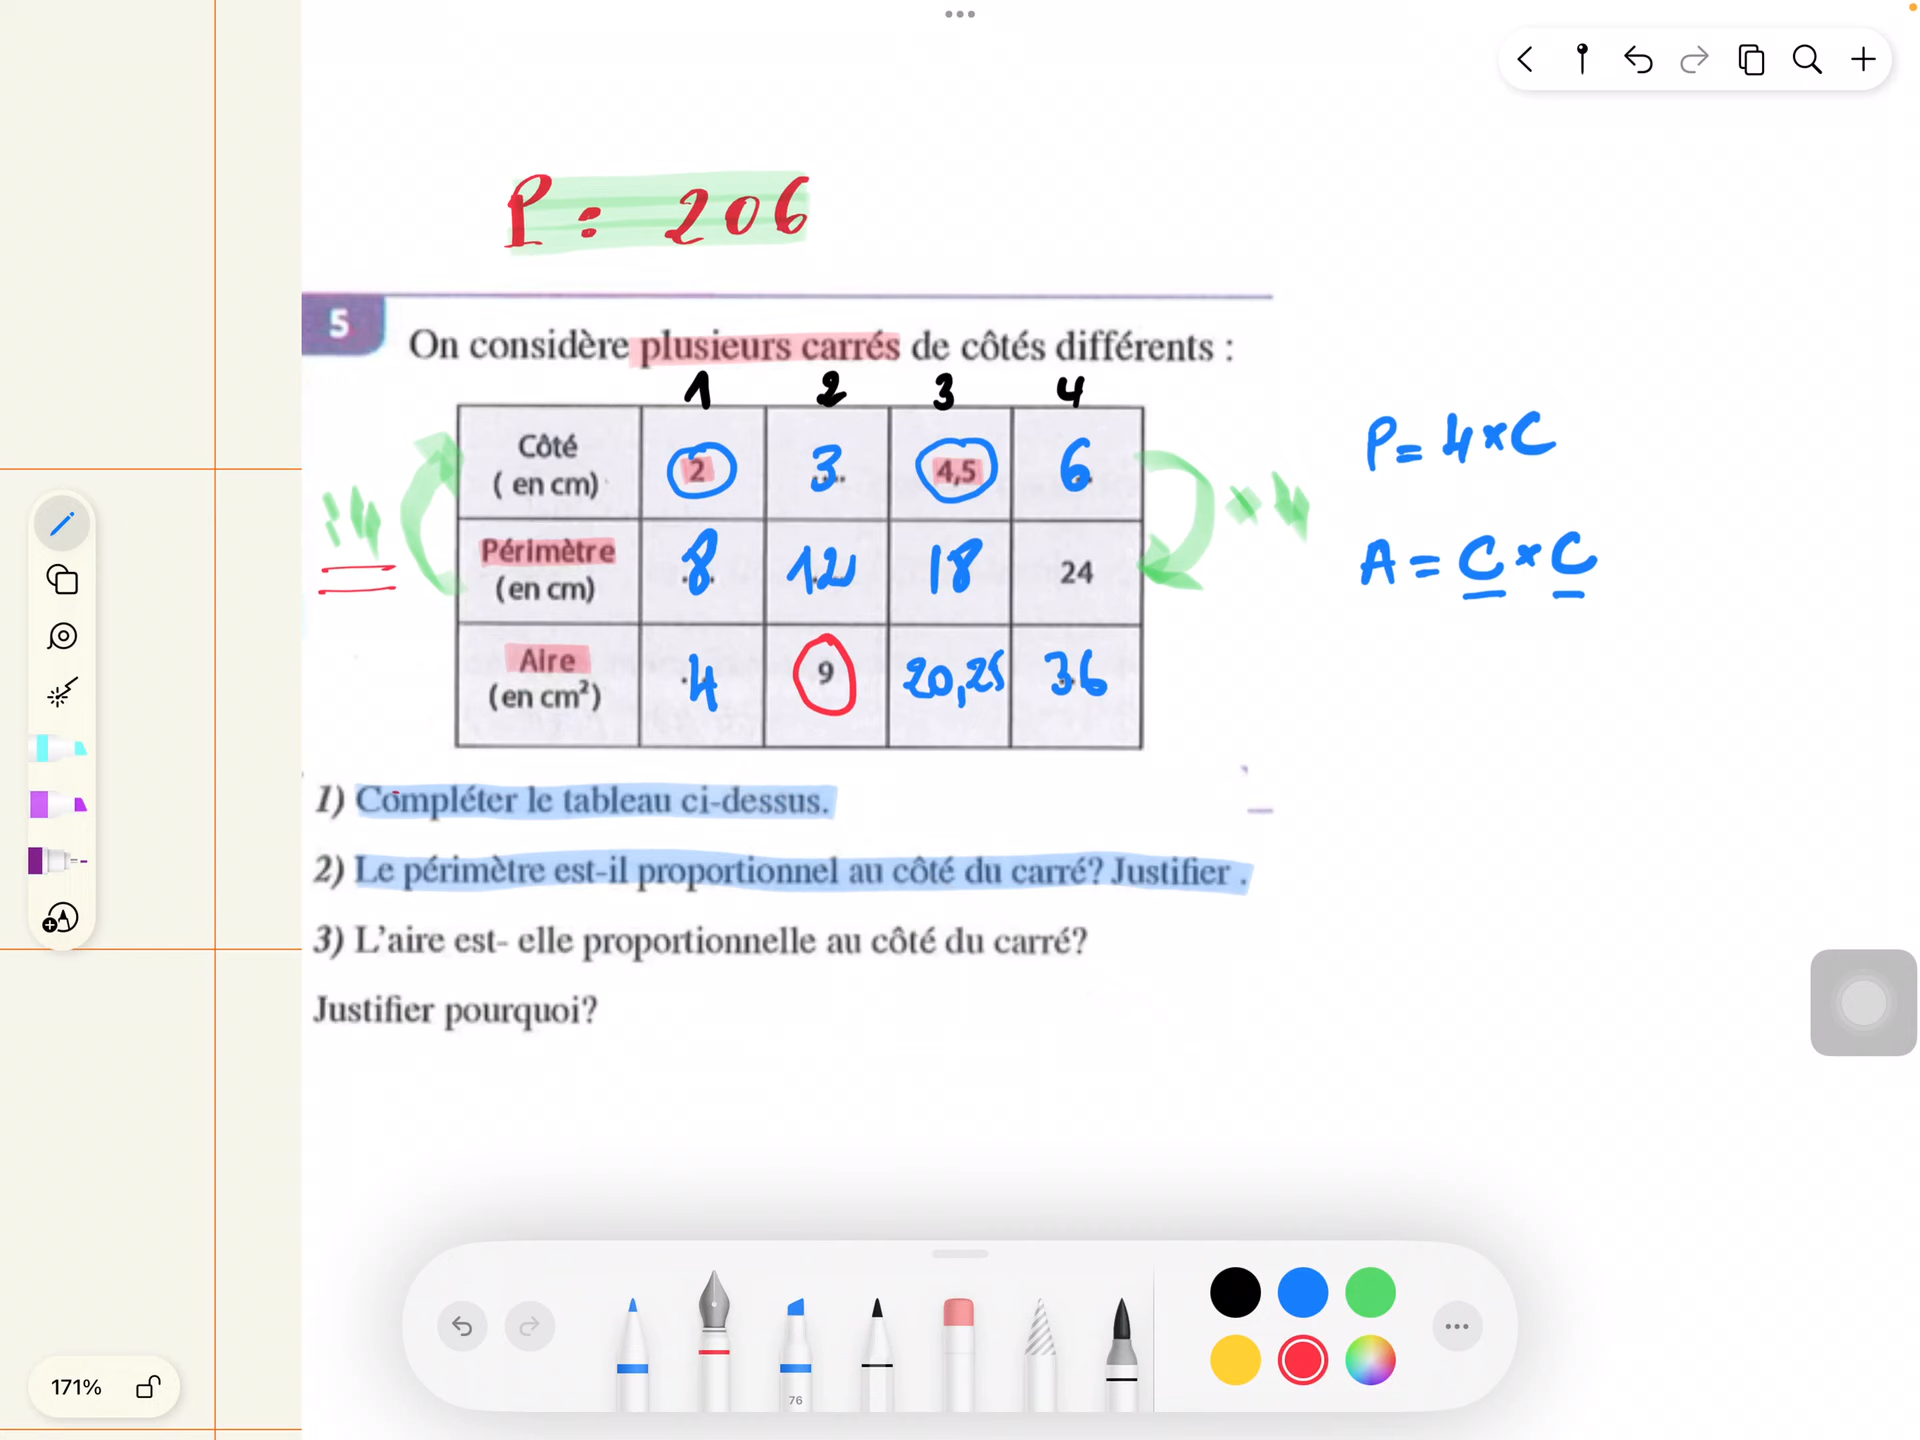 P : 206
5
On considère plusieurs carrés de côtés différents :
1 2 3 4
Côté (en cm) 2 3 4,5 6
Périmètre (en cm) 8 12 18 24
Aire (en cm²) 4 9 20,25 36
:4
×4
P = 4 × C
A = C × C
1) Compléter le tableau ci-dessus.
2) Le périmètre est-il proportionnel au côté du carré? Justifier .
3) L'aire est- elle proportionnelle au côté du carré?
Justifier pourquoi?
76
171%